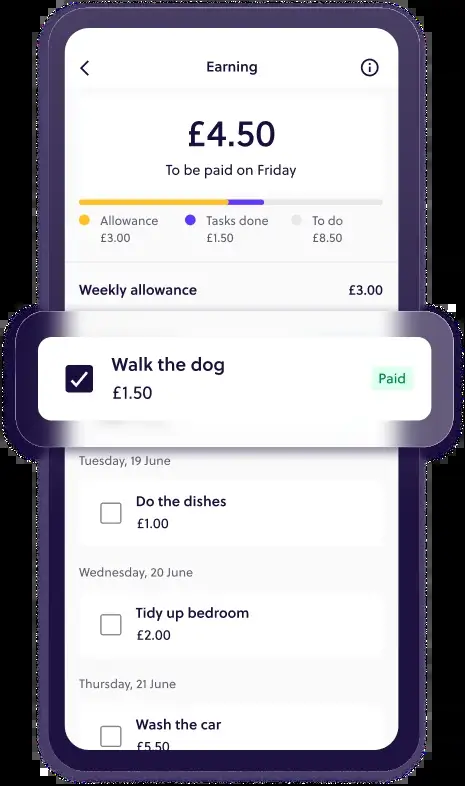 Earning
£4.50
To be paid on Friday
Allowance
£3.00
Tasks done
£1.50
To do
£8.50
Weekly allowance £3.00
Walk the dog
£1.50
Paid
Tuesday, 19 June
Do the dishes
£1.00
Wednesday, 20 June
Tidy up bedroom
£2.00
Thursday, 21 June
Wash the car
£5.50